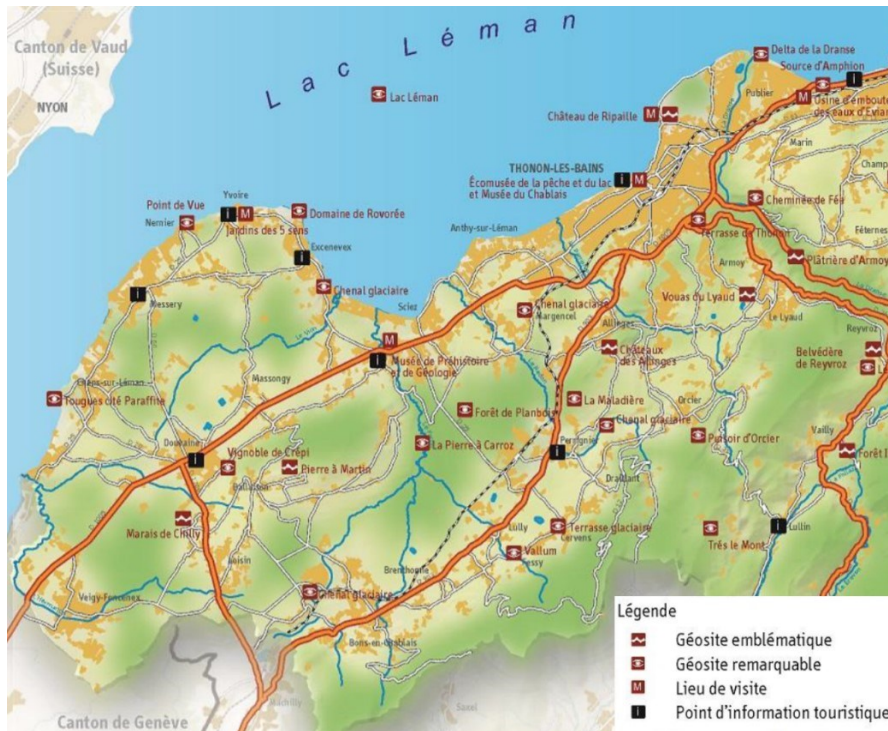 Canton de Vaud
(Suisse)
NYON
Lac Léman
Lac Léman
Delta de la Dranse
Source d'Amphion
Publier
Usine d'embout
des eaux d'Evian
Château de Ripaille
Marin
THONON-LES-BAINS
Écomusée de la pêche et du lac
et Musée du Chablais
Champ
Cheminée de Fée
Féternes
Point de Vue
Yvoire
Nernier
Jardins des 5 sens
Domaine de Rovorée
Excenevex
Anthy-sur-Léman
Terrasse de Thonon
Armoy
Plâtrière d'Armoy
Messery
Chenal glaciaire
Sciez
Chenal glaciaire
Margencel
Vouas du Lyaud
Le Lyaud
Allinges
Reyvroz
Musée de Préhistoire
et de Géologie
Châteaux
des Allinges
Belvédère
de Reyvroz
Massongy
Chens-sur-Léman
Tougues cité Paraffite
La Maladière
Orcier
Forêt de Planbois
Chenal glaciaire
Douvaine
La Pierre à Carroz
Perrignier
Pissoir d'Orcier
Vailly
Vignoble de Crépi
Ballaison
Pierre à Martin
Forêt
Draillant
Marais de Chilly
Lully
Terrasse glaciaire
Cervens
Trés le Mont
Lullin
Loisin
Vallum
Fessy
Brenthonne
Veigy-Foncenex
Chenal glaciaire
Bons-en-Chablais
Machilly
Saxel
Canton de Genève
Légende
Géosite emblématique
Géosite remarquable
M Lieu de visite
i Point d'information touristique